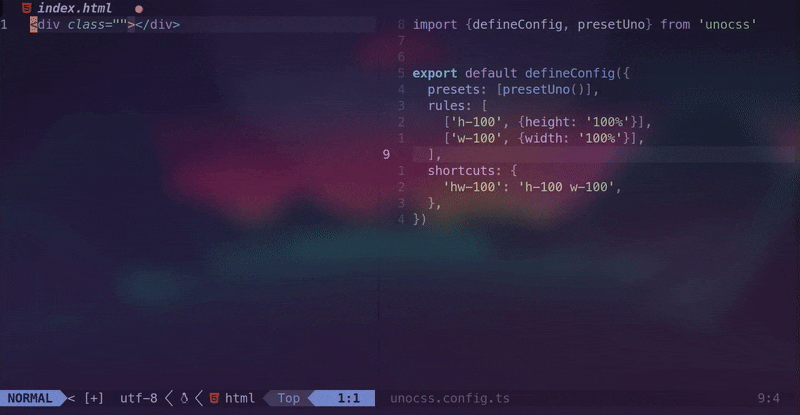 index.html
1 <div class=""></div>
8 import {defineConfig, presetUno} from 'unocss'
7
6
5 export default defineConfig({
4   presets: [presetUno()],
3   rules: [
2     ['h-100', {height: '100%'}],
1     ['w-100', {width: '100%'}],
9   ],
1   shortcuts: {
2     'hw-100': 'h-100 w-100',
3   },
4 })
NORMAL < [+] utf-8 html Top 1:1 unocss.config.ts 9:4